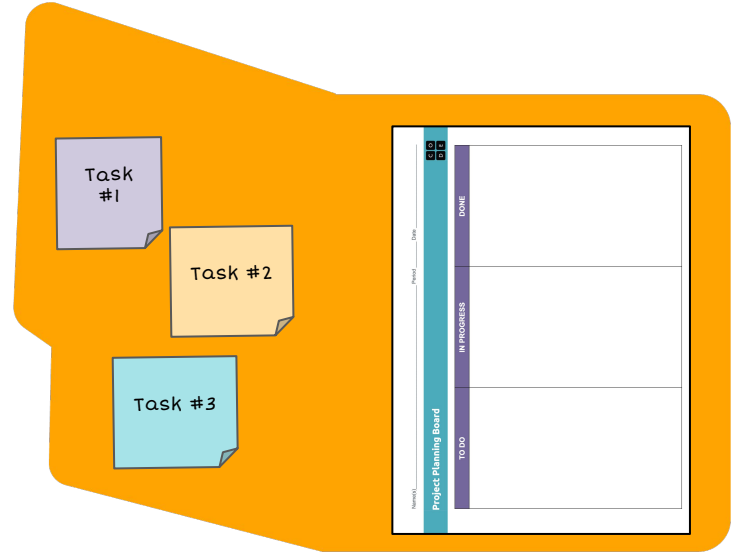 Task
#1
Task #2
Task #3
Name(s) Period Date
Project Planning Board
C O
D E
TO DO IN PROGRESS DONE